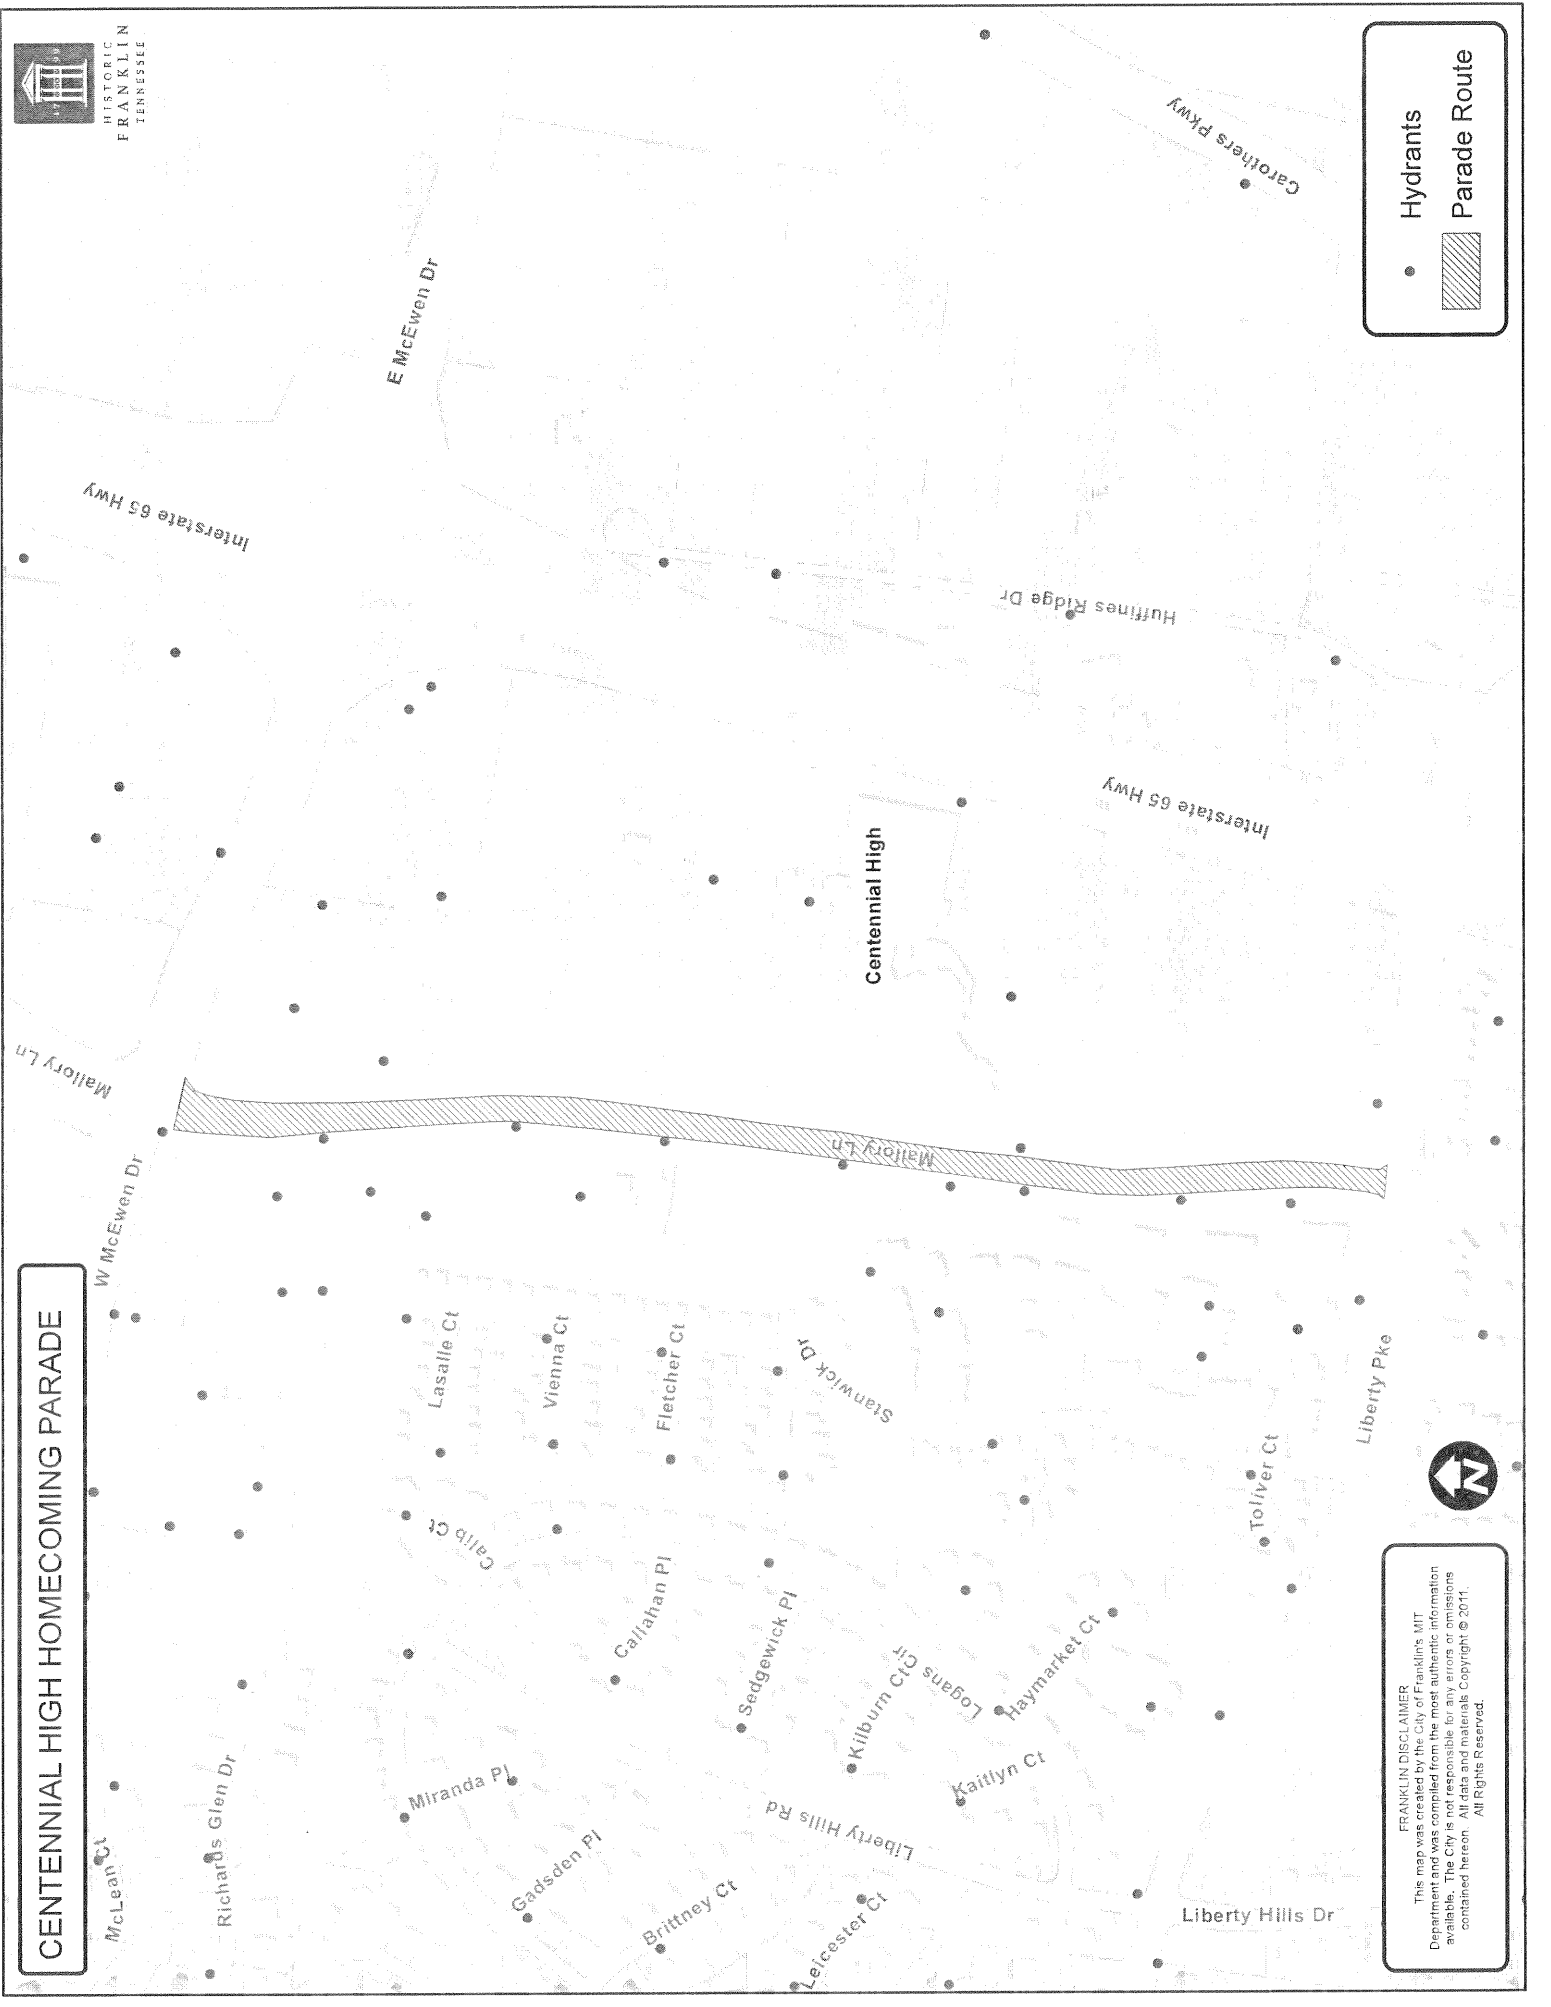 CENTENNIAL HIGH HOMECOMING PARADE
HISTORIC
FRANKLIN
TENNESSEE
McLean Ct
W McEwen Dr
Mallory Ln
Interstate 65 Hwy
E McEwen Dr
Richards Glen Dr
Miranda Pl
Calib Ct
Lasalle Ct
Gadsden Pl
Vienna Ct
Callahan Pl
Fletcher Ct
Brittney Ct
Sedgewick Pl
Stanwick Dr
Leicester Ct
Liberty Hills Rd
Kilburn Ct
Logans Cir
Mallory Ln
Centennial High
Kaitlyn Ct
Haymarket Ct
Huffines Ridge Dr
Interstate 65 Hwy
Carothers Pkwy
Liberty Hills Dr
Toliver Ct
Liberty Pke
Hydrants
Parade Route
N
FRANKLIN DISCLAIMER
This map was created by the City of Franklin's MIT
Department and was compiled from the most authentic information
available. The City is not responsible for any errors or omissions
contained hereon. All data and materials Copyright © 2011.
All Rights Reserved.